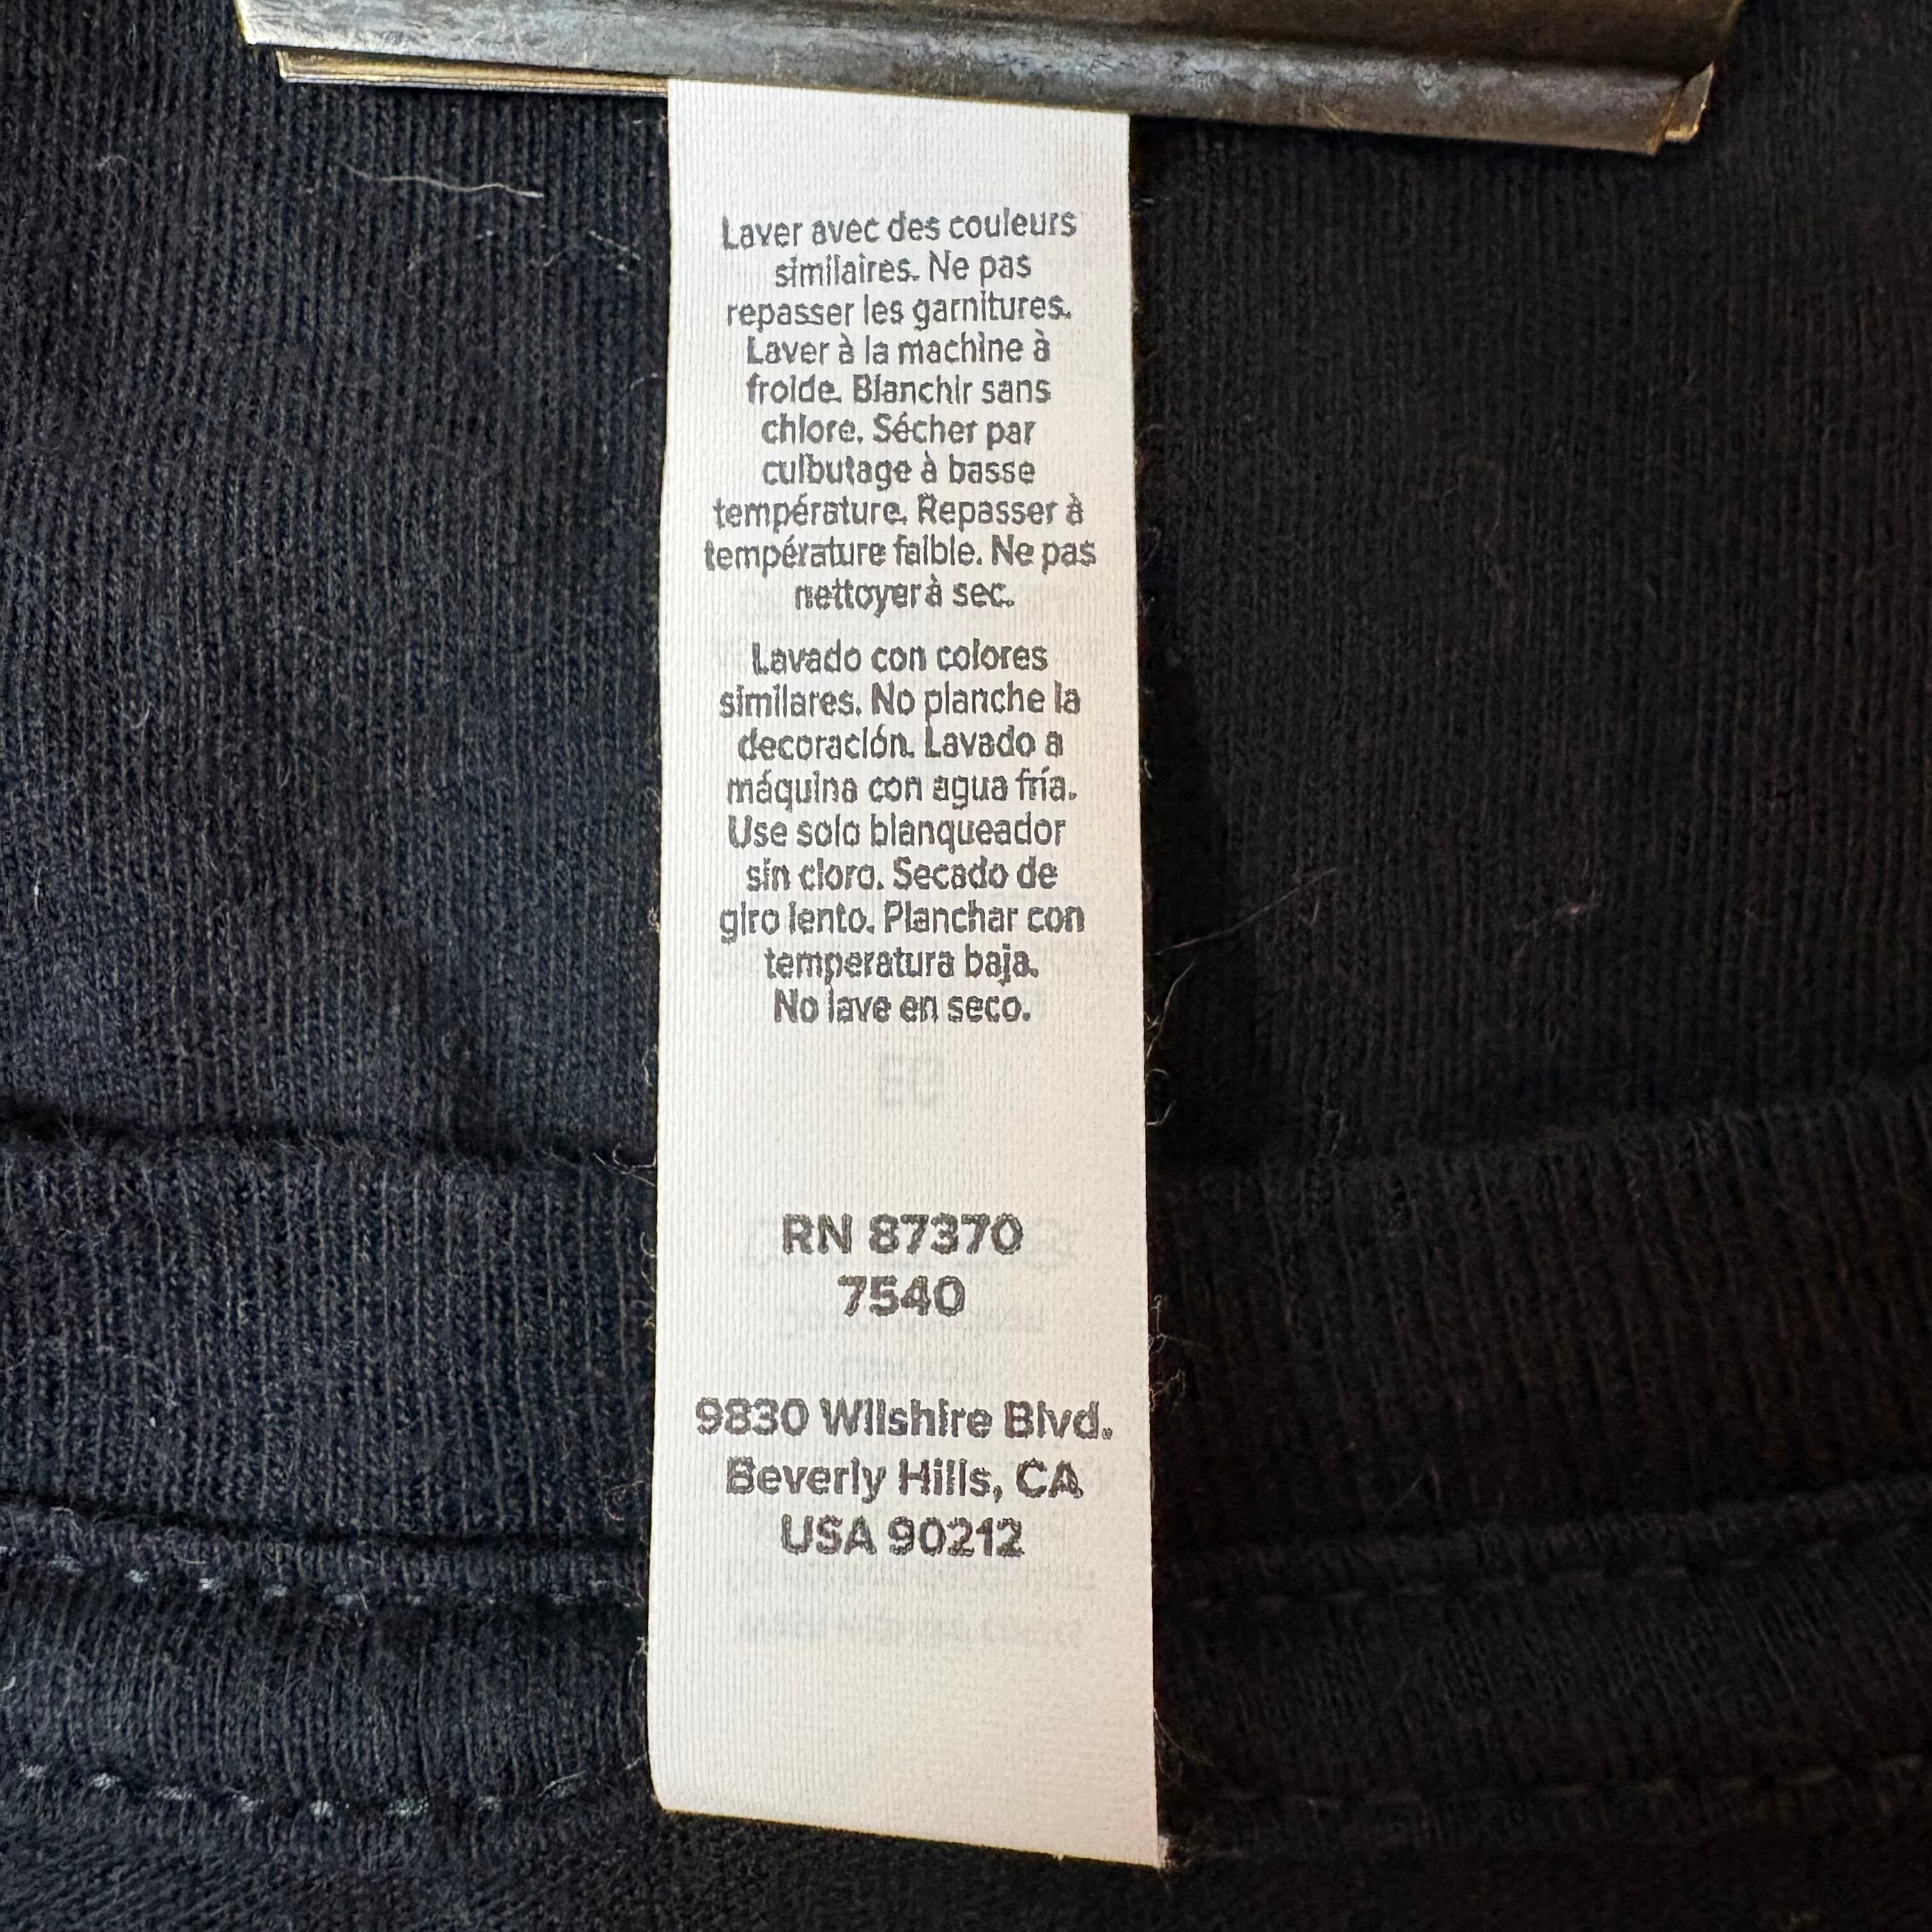 Laver avec des couleurs
similaires. Ne pas
repasser les garnitures.
Laver à la machine à
froide. Blanchir sans
chlore. Sécher par
culbutage à basse
température. Repasser à
température faible. Ne pas
nettoyer à sec.
Lavado con colores
similares. No planche la
decoración. Lavado a
máquina con agua fría.
Use solo blanqueador
sin cloro. Secado de
giro lento. Planchar con
temperatura baja.
No lave en seco.
RN 87370
7540
9830 Wilshire Blvd.
Beverly Hills, CA
USA 90212